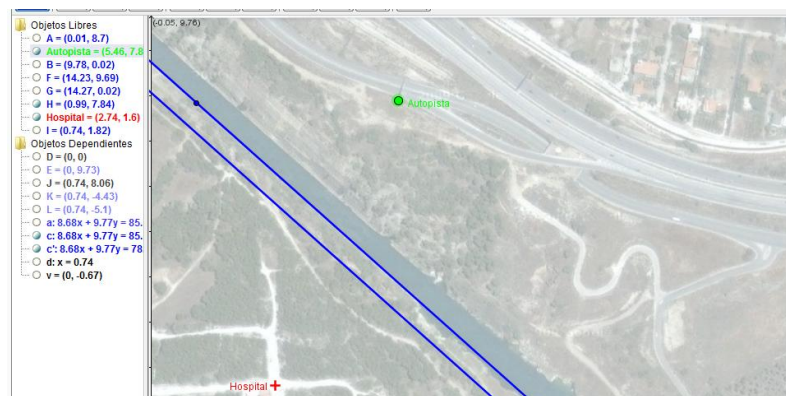 Objetos Libres
A = (0.01, 8.7)
Autopista = (5.46, 7.8
B = (9.78, 0.02)
F = (14.23, 9.69)
G = (14.27, 0.02)
H = (0.99, 7.84)
Hospital = (2.74, 1.6)
I = (0.74, 1.82)
Objetos Dependientes
D = (0, 0)
E = (0, 9.73)
J = (0.74, 8.06)
K = (0.74, -4.43)
L = (0.74, -5.1)
a: 8.68x + 9.77y = 85.
c: 8.68x + 9.77y = 85.
c': 8.68x + 9.77y = 78
d: x = 0.74
v = (0, -0.67)
(-0.05, 9.76)
Autopista
Hospital